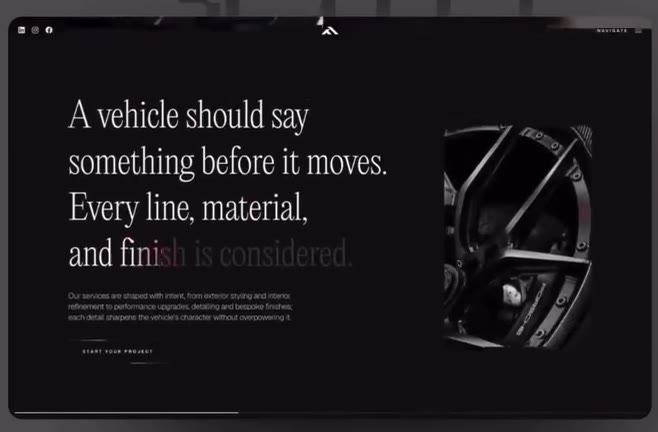 NAVIGATE
A vehicle should say
something before it moves.
Every line, material,
and finish is considered.
Our services are shaped with intent, from exterior styling and interior
refinement to performance upgrades, detailing and bespoke finishes;
each detail sharpens the vehicle's character without overpowering it.
START YOUR PROJECT